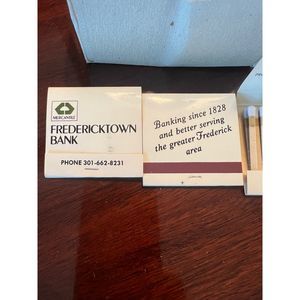 MERCANTILE
FREDERICKTOWN
BANK
PHONE 301-662-8231
Banking since 1828
and better serving
the greater Frederick
area